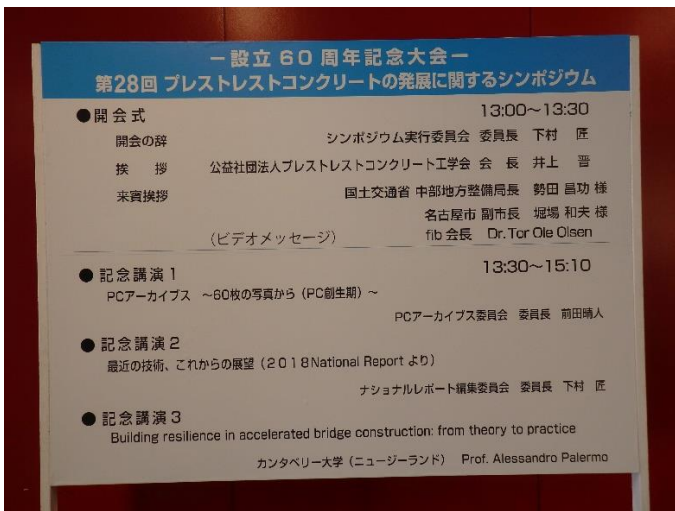 －設立60周年記念大会－
第28回 プレストレストコンクリートの発展に関するシンポジウム
●開会式 13:00～13:30
開会の辞 シンポジウム実行委員会 委員長 下村 匠
挨 拶 公益社団法人プレストレストコンクリート工学会 会 長 井上 晋
来賓挨拶 国土交通省 中部地方整備局長 勢田 昌功 様
名古屋市 副市長 堀場 和夫 様
(ビデオメッセージ) fib 会長 Dr. Tor Ole Olsen
●記念講演1 13:30～15:10
PCアーカイブス ～60枚の写真から（PC創生期）～
PCアーカイブス委員会 委員長 前田晴人
●記念講演2
最近の技術、これからの展望（2018National Report より）
ナショナルレポート編集委員会 委員長 下村 匠
●記念講演3
Building resilience in accelerated bridge construction: from theory to practice
カンタベリー大学（ニュージーランド） Prof. Alessandro Palermo